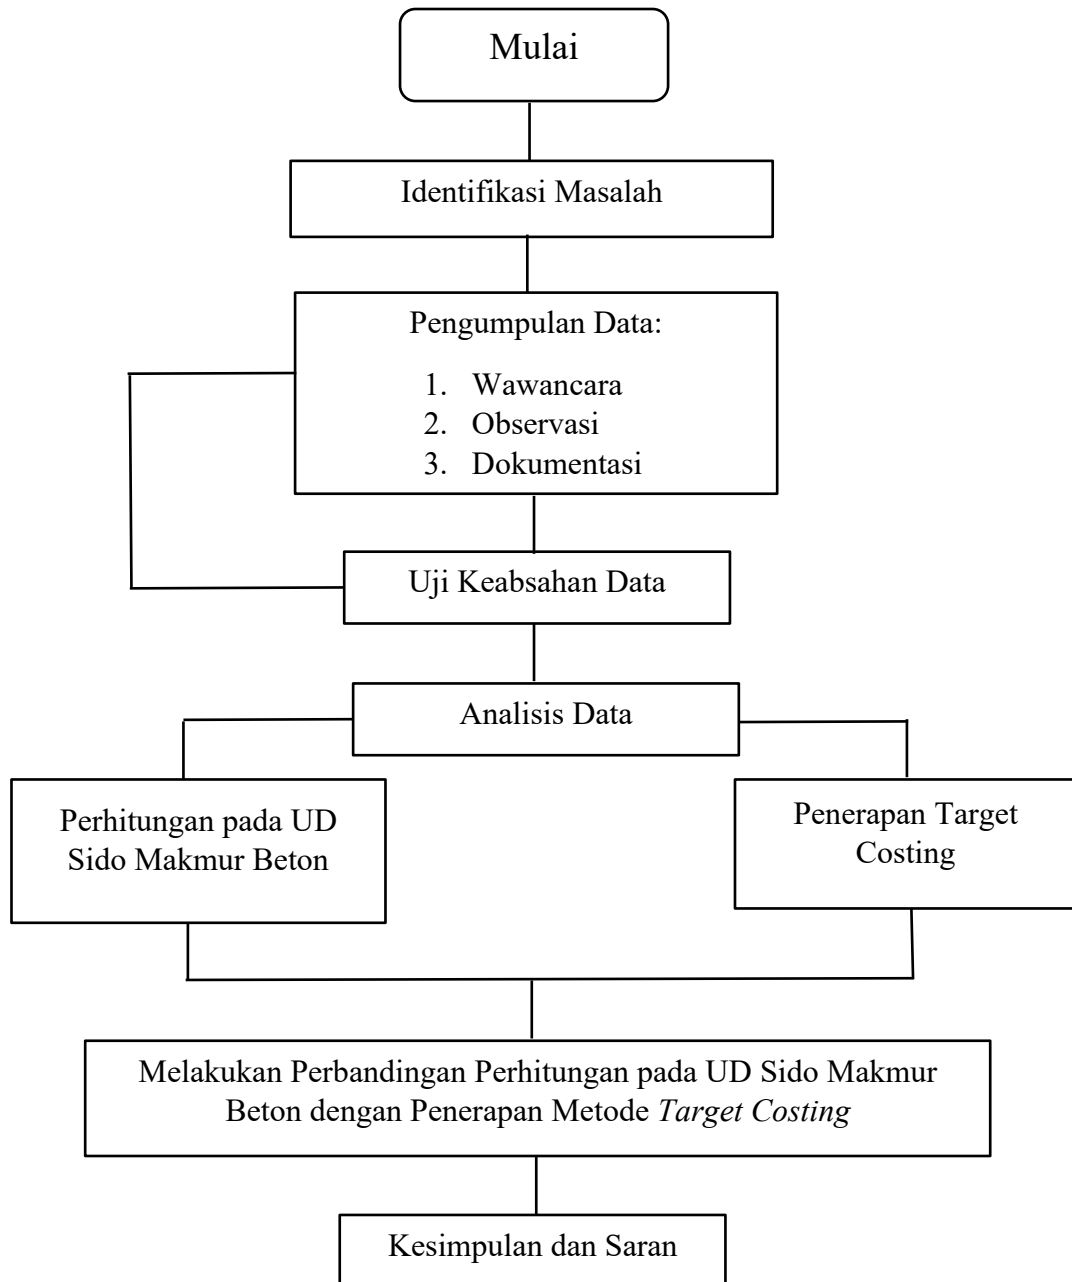 Mulai
Identifikasi Masalah
Pengumpulan Data:
1. Wawancara
2. Observasi
3. Dokumentasi
Uji Keabsahan Data
Analisis Data
Perhitungan pada UD
Sido Makmur Beton
Penerapan Target
Costing
Melakukan Perbandingan Perhitungan pada UD Sido Makmur
Beton dengan Penerapan Metode Target Costing
Kesimpulan dan Saran